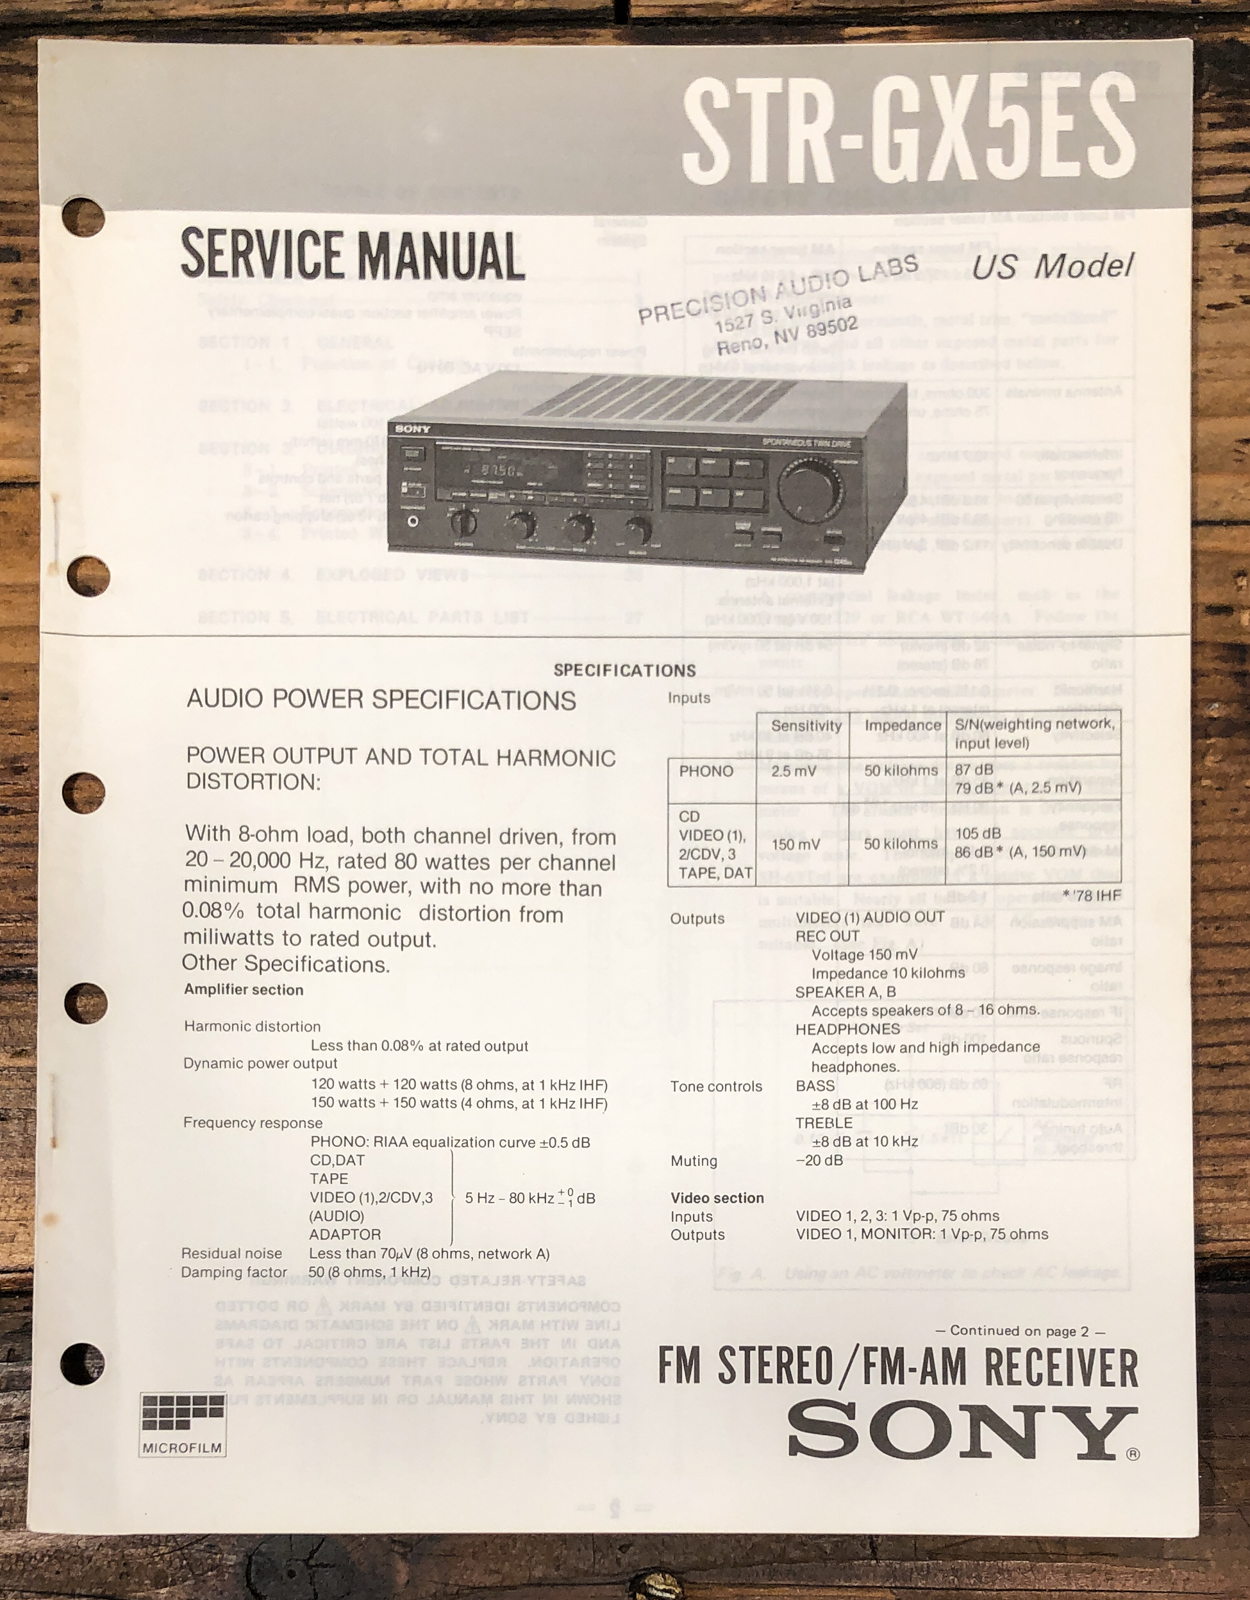 STR-GX5ES
SERVICE MANUAL
US Model
PRECISION AUDIO LABS
1527 S. Virginia
Reno, NV 89502
SONY
SPONTANEOUS TWIN DRIVE
SPECIFICATIONS
AUDIO POWER SPECIFICATIONS
POWER OUTPUT AND TOTAL HARMONIC
DISTORTION:
With 8-ohm load, both channel driven, from
20 – 20,000 Hz, rated 80 wattes per channel
minimum RMS power, with no more than
0.08% total harmonic distortion from
miliwatts to rated output.
Other Specifications.
Amplifier section
Harmonic distortion
Less than 0.08% at rated output
Dynamic power output
120 watts + 120 watts (8 ohms, at 1 kHz IHF)
150 watts + 150 watts (4 ohms, at 1 kHz IHF)
Frequency response
PHONO: RIAA equalization curve ±0.5 dB
CD,DAT
TAPE
VIDEO (1),2/CDV,3 5 Hz – 80 kHz +0 −1 dB
(AUDIO)
ADAPTOR
Residual noise Less than 70µV (8 ohms, network A)
Damping factor 50 (8 ohms, 1 kHz)
Inputs
Sensitivity Impedance S/N(weighting network,
input level)
PHONO 2.5 mV 50 kilohms 87 dB
79 dB* (A, 2.5 mV)
CD
VIDEO (1),
2/CDV, 3
TAPE, DAT
150 mV 50 kilohms 105 dB
86 dB* (A, 150 mV)
*'78 IHF
Outputs VIDEO (1) AUDIO OUT
REC OUT
Voltage 150 mV
Impedance 10 kilohms
SPEAKER A, B
Accepts speakers of 8 – 16 ohms.
HEADPHONES
Accepts low and high impedance
headphones.
Tone controls BASS
±8 dB at 100 Hz
TREBLE
±8 dB at 10 kHz
Muting −20 dB
Video section
Inputs VIDEO 1, 2, 3: 1 Vp-p, 75 ohms
Outputs VIDEO 1, MONITOR: 1 Vp-p, 75 ohms
— Continued on page 2 —
FM STEREO/FM-AM RECEIVER
SONY®
MICROFILM